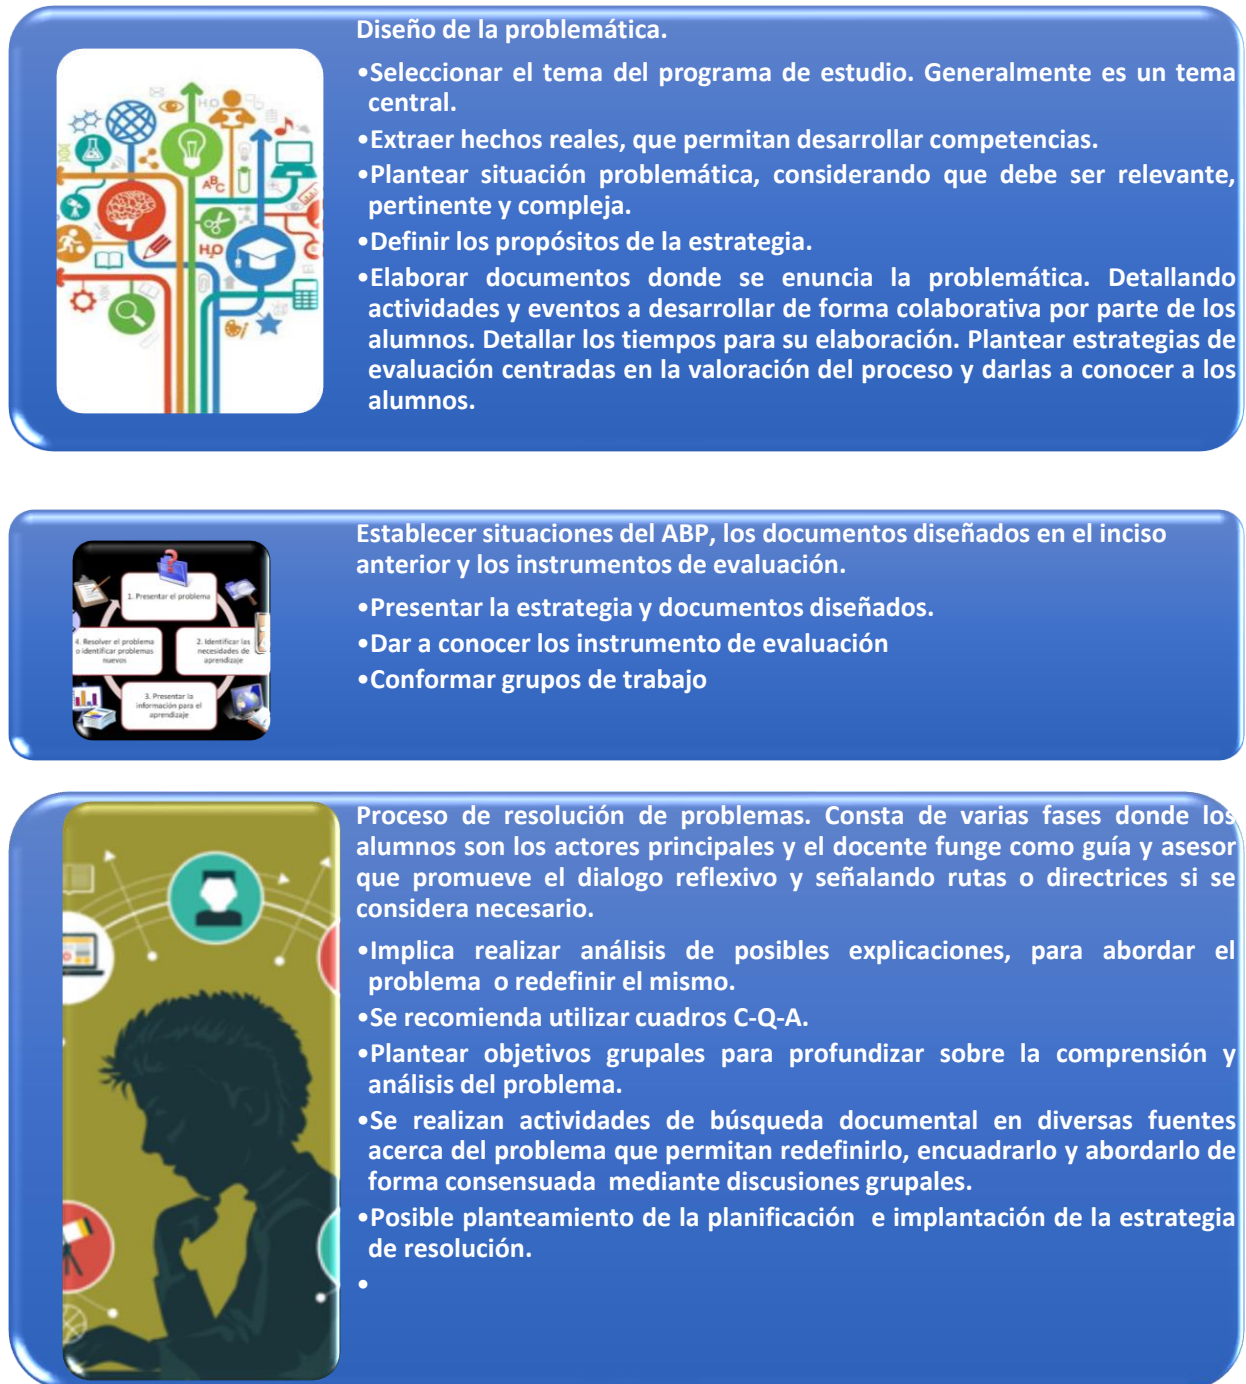 Diseño de la problemática.
•Seleccionar el tema del programa de estudio. Generalmente es un tema
central.
•Extraer hechos reales, que permitan desarrollar competencias.
•Plantear situación problemática, considerando que debe ser relevante,
pertinente y compleja.
•Definir los propósitos de la estrategia.
•Elaborar documentos donde se enuncia la problemática. Detallando
actividades y eventos a desarrollar de forma colaborativa por parte de los
alumnos. Detallar los tiempos para su elaboración. Plantear estrategias de
evaluación centradas en la valoración del proceso y darlas a conocer a los
alumnos.
H₂O
ABC
H₂O
Establecer situaciones del ABP, los documentos diseñados en el inciso
anterior y los instrumentos de evaluación.
•Presentar la estrategia y documentos diseñados.
•Dar a conocer los instrumento de evaluación
•Conformar grupos de trabajo
1. Presentar el problema
2. Identificar las
necesidades de
aprendizaje
3. Presentar la
información para el
aprendizaje
4. Resolver el problema
o identificar problemas
nuevos
Proceso de resolución de problemas. Consta de varias fases donde los
alumnos son los actores principales y el docente funge como guía y asesor
que promueve el dialogo reflexivo y señalando rutas o directrices si se
considera necesario.
•Implica realizar análisis de posibles explicaciones, para abordar el
problema o redefinir el mismo.
•Se recomienda utilizar cuadros C-Q-A.
•Plantear objetivos grupales para profundizar sobre la comprensión y
análisis del problema.
•Se realizan actividades de búsqueda documental en diversas fuentes
acerca del problema que permitan redefinirlo, encuadrarlo y abordarlo de
forma consensuada mediante discusiones grupales.
•Posible planteamiento de la planificación e implantación de la estrategia
de resolución.
•